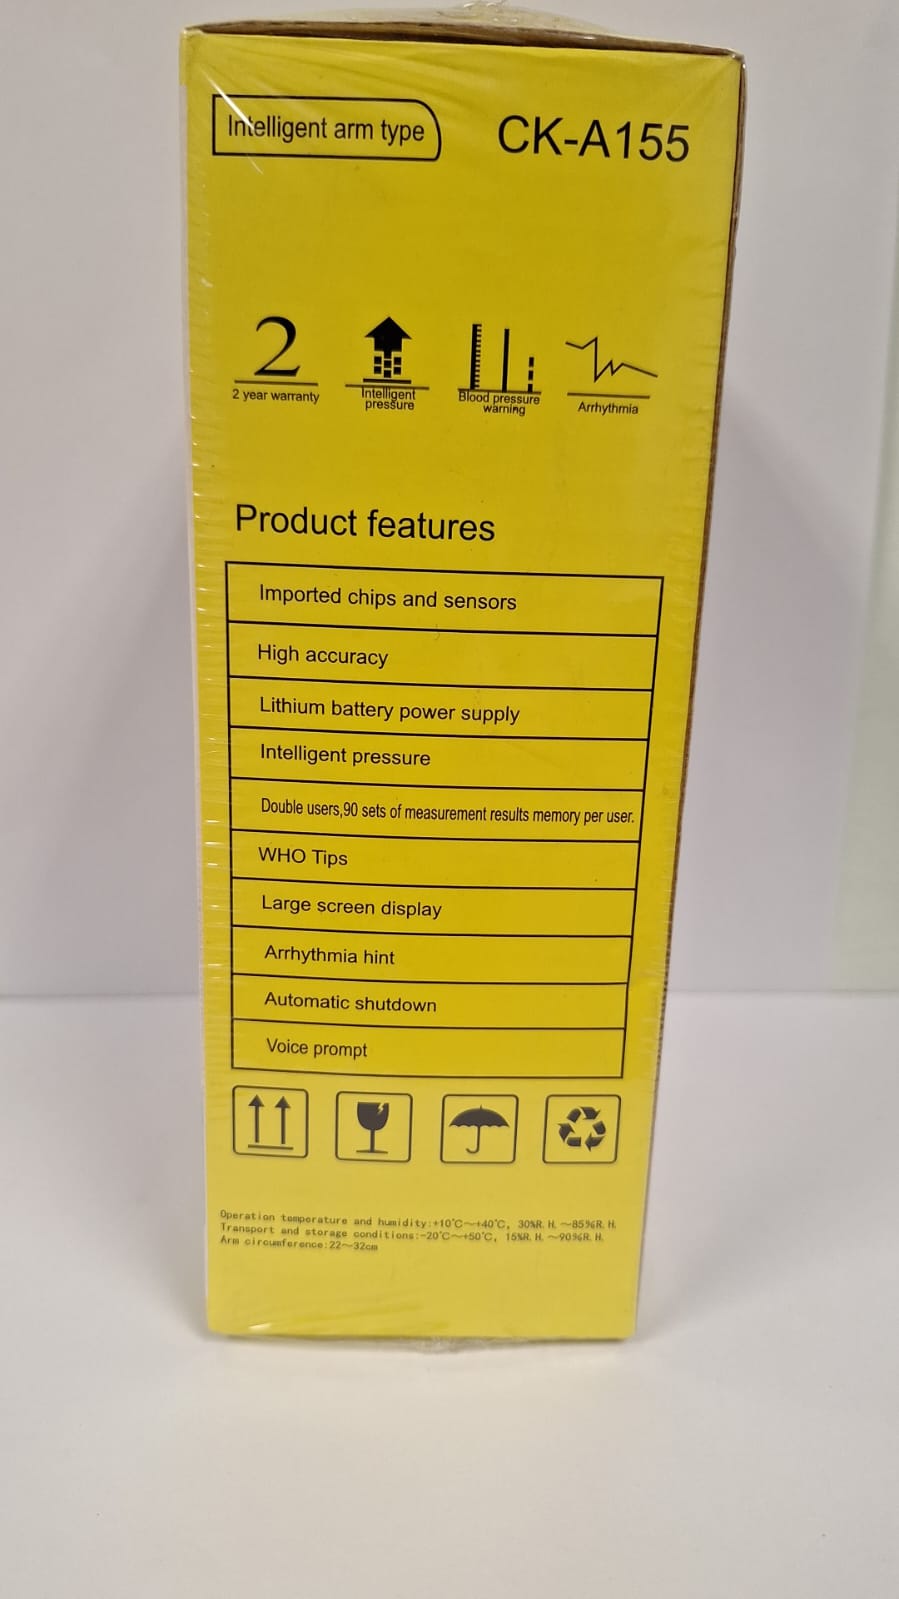 Intelligent arm type
CK-A155
2
2 year warranty
Intelligent
pressure
Blood pressure
warning
Arrhythmia
Product features
Imported chips and sensors
High accuracy
Lithium battery power supply
Intelligent pressure
Double users,90 sets of measurement results memory per user.
WHO Tips
Large screen display
Arrhythmia hint
Automatic shutdown
Voice prompt
Operation temperature and humidity:+10℃～+40℃, 30%R.H.～85%R.H.
Transport and storage conditions:-20℃～+50℃, 15%R.H.～90%R.H.
Arm circumference:22～32cm